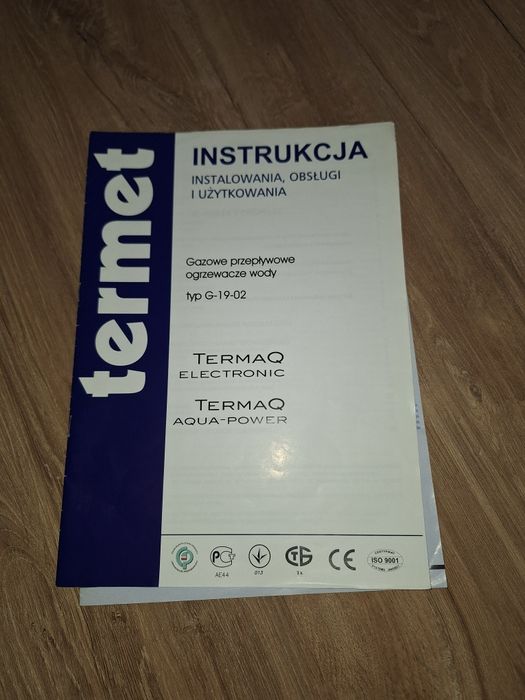 termet
INSTRUKCJA
INSTALOWANIA, OBSŁUGI
I UŻYTKOWANIA
Gazowe przepływowe
ogrzewacze wody
typ G-19-02
TERMAQ
ELECTRONIC
TERMAQ
AQUA-POWER
AE44
013
CE
ISO 9001